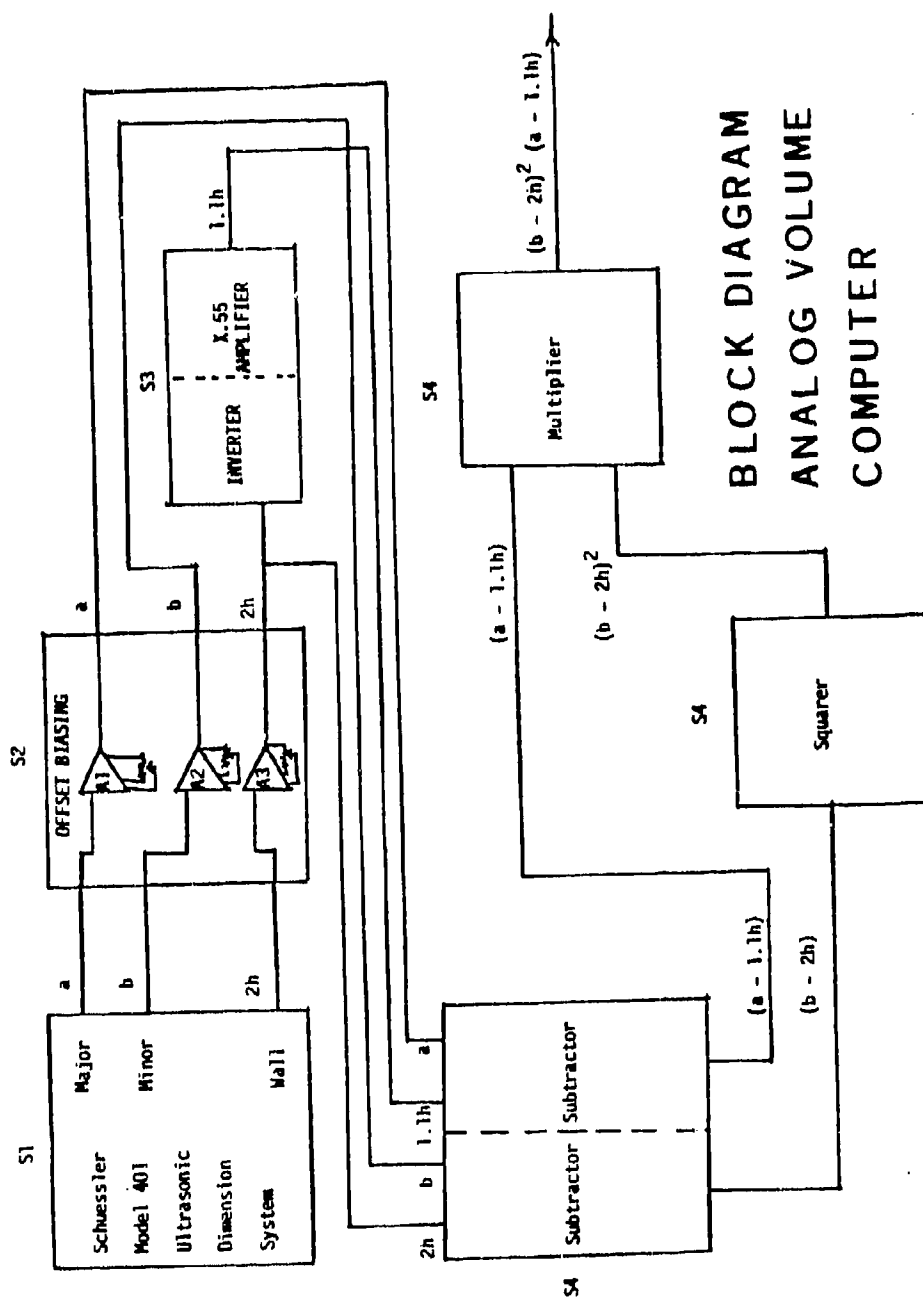 S1
Schuessler
Model 401
Ultrasonic
Dimension
System
Major
Minor
Wall
a
b
2h
S2
OFFSET BIASING
A1
A2
A3
a
b
2h
S3
INVERTER
X.55
AMPLIFIER
1.1h
S4
2h
b
1.1h
a
Subtractor
Subtractor
(a - 1.1h)
(b - 2h)
S4
Squarer
(a - 1.1h)
(b - 2h)²
S4
Multiplier
(b - 2h)² (a - 1.1h)
BLOCK DIAGRAM
ANALOG VOLUME
COMPUTER